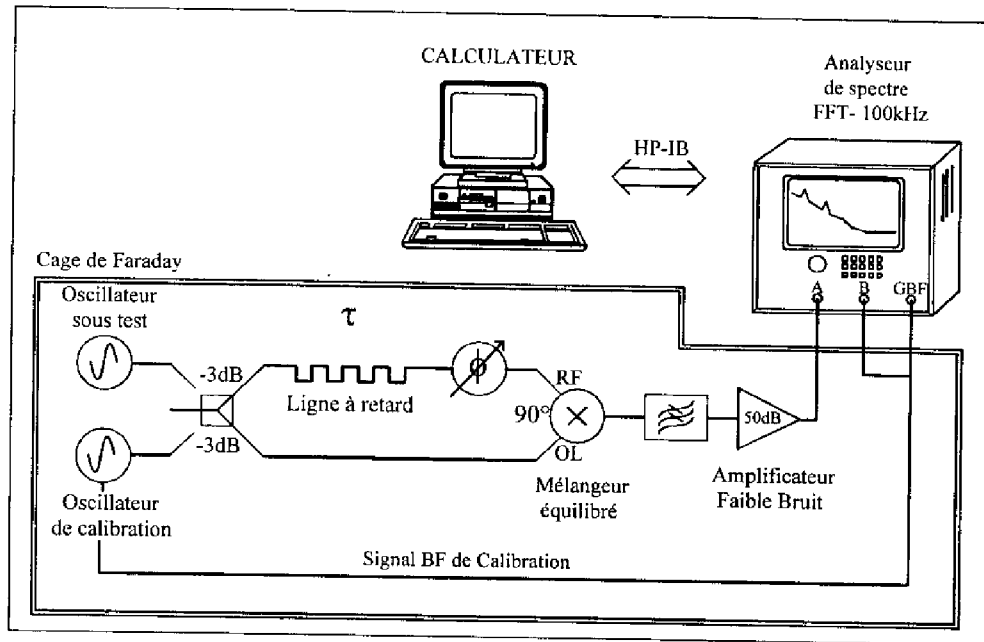 CALCULATEUR
Analyseur
de spectre
FFT- 100kHz
HP-IB
A
B
GBF
Cage de Faraday
Oscillateur
sous test
τ
-3dB
Ligne à retard
RF
90°
OL
50dB
-3dB
Oscillateur
de calibration
Mélangeur
équilibré
Amplificateur
Faible Bruit
Signal BF de Calibration